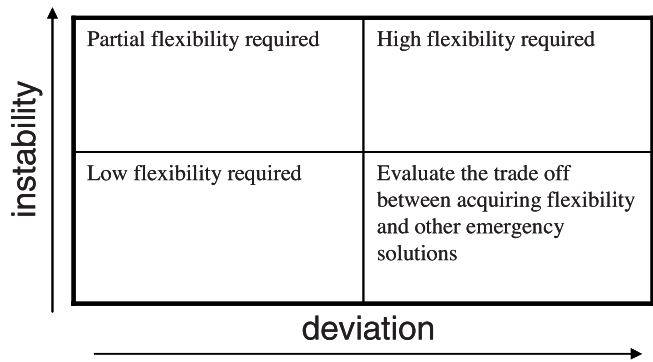 instability
Partial flexibility required
High flexibility required
Low flexibility required
Evaluate the trade off
between acquiring flexibility
and other emergency
solutions
deviation